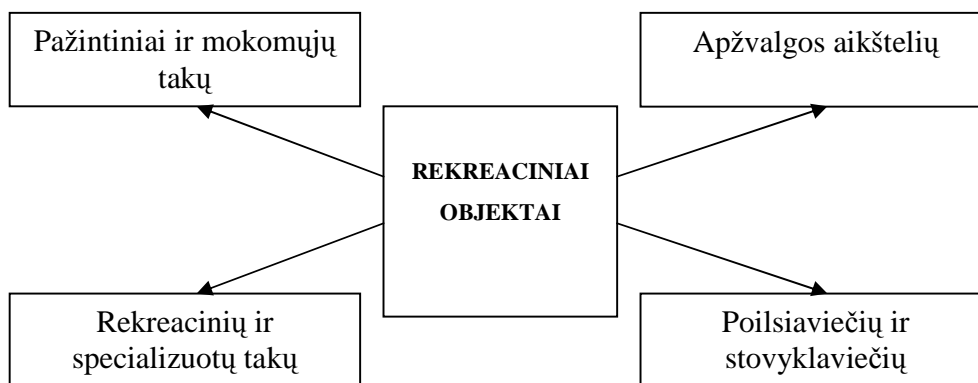 Pažintiniai ir mokomųjų
takų
Apžvalgos aikštelių
REKREACINIAI
OBJEKTAI
Rekreacinių ir
specializuotų takų
Poilsiaviečių ir
stovyklaviečių